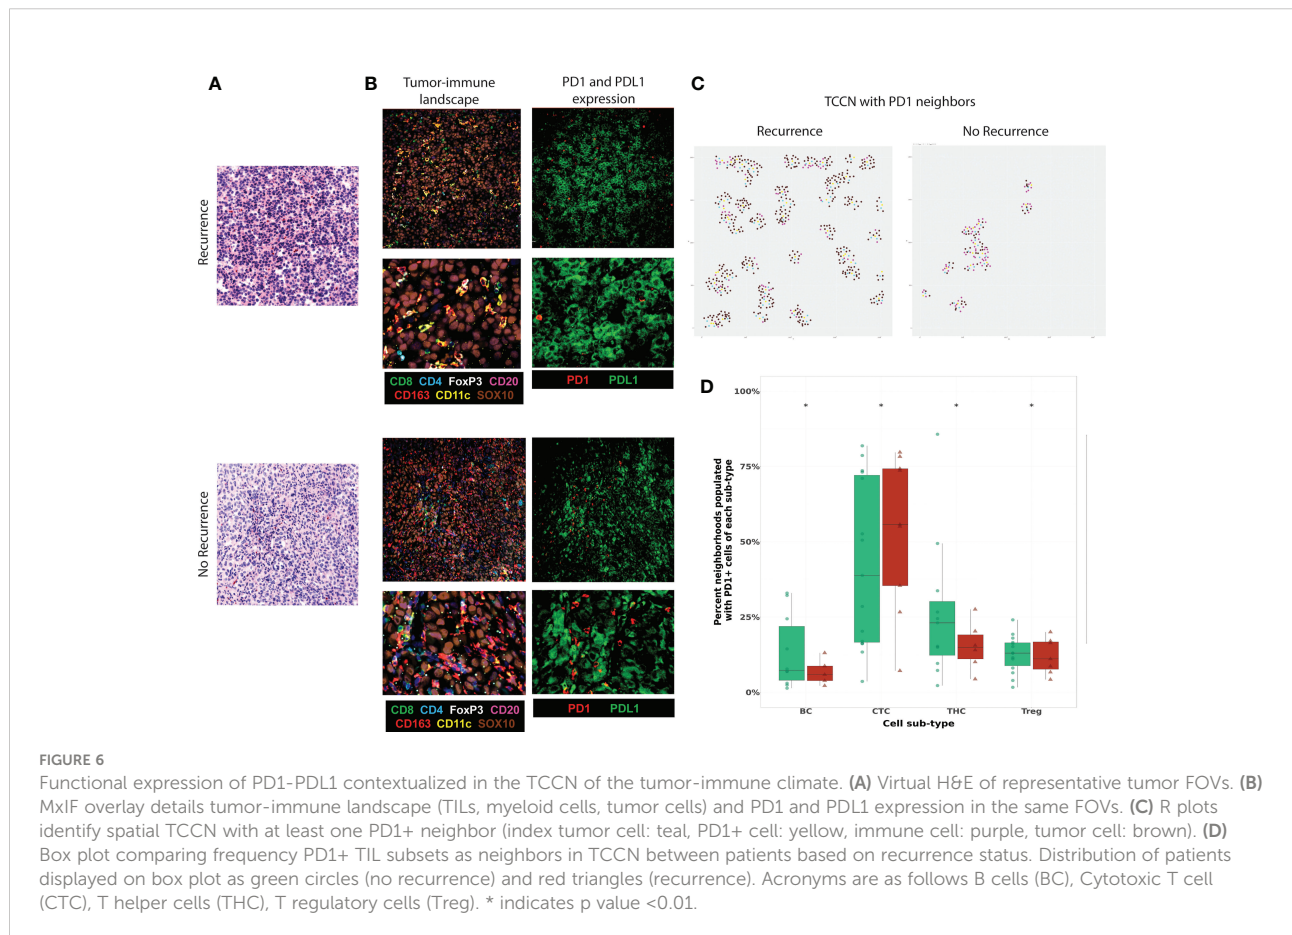 A
B
Tumor-immune
landscape
PD1 and PDL1
expression
C
TCCN with PD1 neighbors
Recurrence
No Recurrence
Recurrence
CD8 CD4 FoxP3 CD20
CD163 CD11c SOX10
PD1 PDL1
No Recurrence
CD8 CD4 FoxP3 CD20
CD163 CD11c SOX10
PD1 PDL1
D
Percent neighborhoods populated
with PD1+ cells of each sub-type
100%
75%
50%
25%
0%
* * * *
BC CTC THC Treg
Cell sub-type
FIGURE 6
Functional expression of PD1-PDL1 contextualized in the TCCN of the tumor-immune climate. (A) Virtual H&E of representative tumor FOVs. (B)
MxIF overlay details tumor-immune landscape (TILs, myeloid cells, tumor cells) and PD1 and PDL1 expression in the same FOVs. (C) R plots
identify spatial TCCN with at least one PD1+ neighbor (index tumor cell: teal, PD1+ cell: yellow, immune cell: purple, tumor cell: brown). (D)
Box plot comparing frequency PD1+ TIL subsets as neighbors in TCCN between patients based on recurrence status. Distribution of patients
displayed on box plot as green circles (no recurrence) and red triangles (recurrence). Acronyms are as follows B cells (BC), Cytotoxic T cell
(CTC), T helper cells (THC), T regulatory cells (Treg). * indicates p value <0.01.